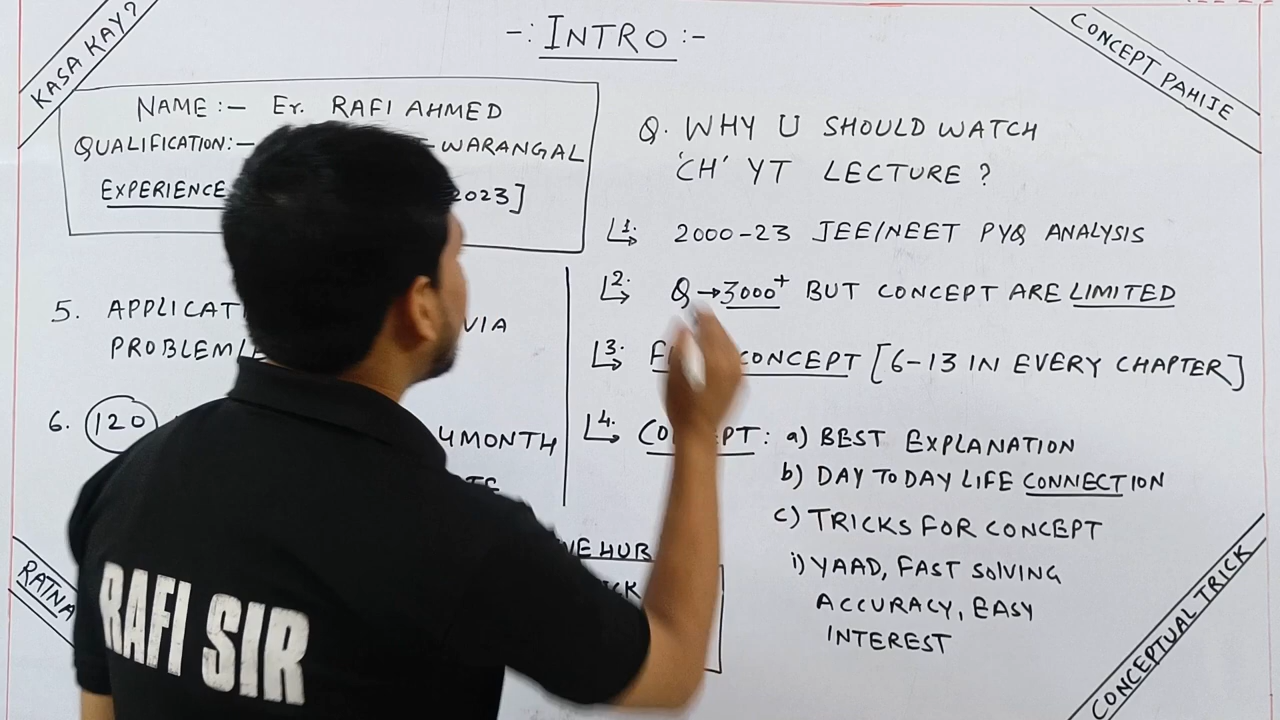 KASA KAY?
-: INTRO :-
CONCEPT PAHIJE
NAME :- Er. RAFI AHMED
QUALIFICATION:- WARANGAL
EXPERIENCE 2023]
Q. WHY U SHOULD WATCH
'CH' YT LECTURE ?
1. 2000-23 JEE/NEET PYQ ANALYSIS
2. Q → 3000+ BUT CONCEPT ARE LIMITED
3. CONCEPT [6-13 IN EVERY CHAPTER]
4. CONCEPT : a) BEST EXPLANATION
b) DAY TO DAY LIFE CONNECTION
c) TRICKS FOR CONCEPT
i) YAAD, FAST SOLVING
ACCURACY, EASY
INTEREST
5. APPLICAT VIA
PROBLEM
6. 120 4 MONTH
HUB
RATNA
CONCEPTUAL TRICK
RAFI SIR